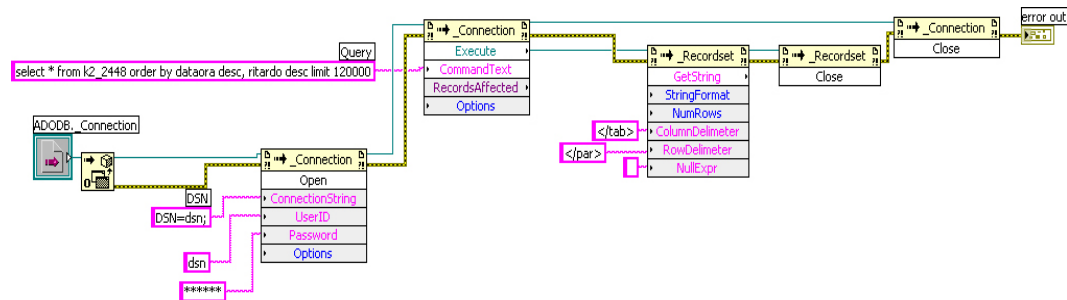 Query
select * from k2_2448 order by dataora desc, ritardo desc limit 120000
ADODB._Connection
_Connection
Open
ConnectionString
UserID
Password
Options
DSN
DSN=dsn;
dsn
******
_Connection
Execute
CommandText
RecordsAffected
Options
_Recordset
GetString
StringFormat
NumRows
ColumnDelimeter
RowDelimeter
NullExpr
</tab>
</par>
_Recordset
Close
_Connection
Close
error out